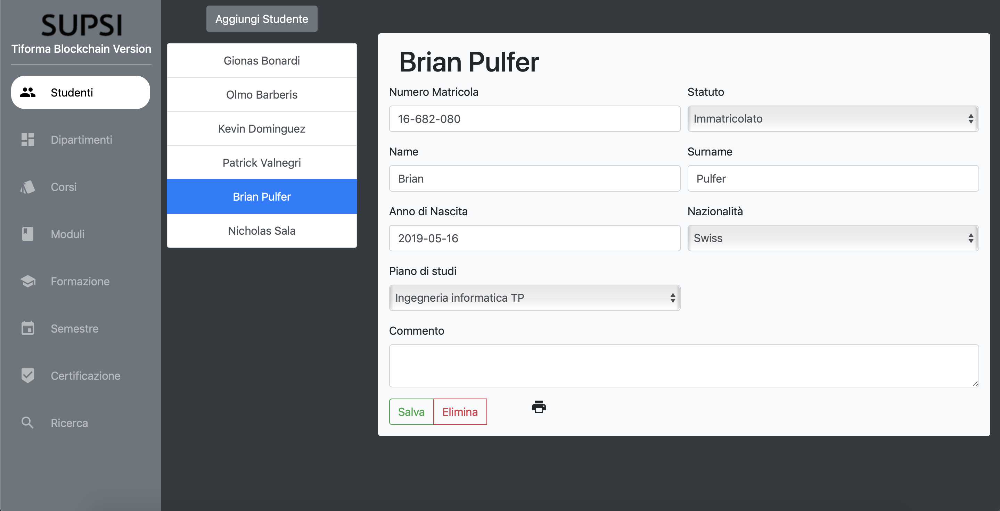 SUPSI
Tiforma Blockchain Version
Studenti
Dipartimenti
Corsi
Moduli
Formazione
Semestre
Certificazione
Ricerca
Aggiungi Studente
Gionas Bonardi
Olmo Barberis
Kevin Dominguez
Patrick Valnegri
Brian Pulfer
Nicholas Sala
Brian Pulfer
Numero Matricola
16-682-080
Statuto
Immatricolato
Name
Brian
Surname
Pulfer
Anno di Nascita
2019-05-16
Nazionalità
Swiss
Piano di studi
Ingegneria informatica TP
Commento
Salva
Elimina